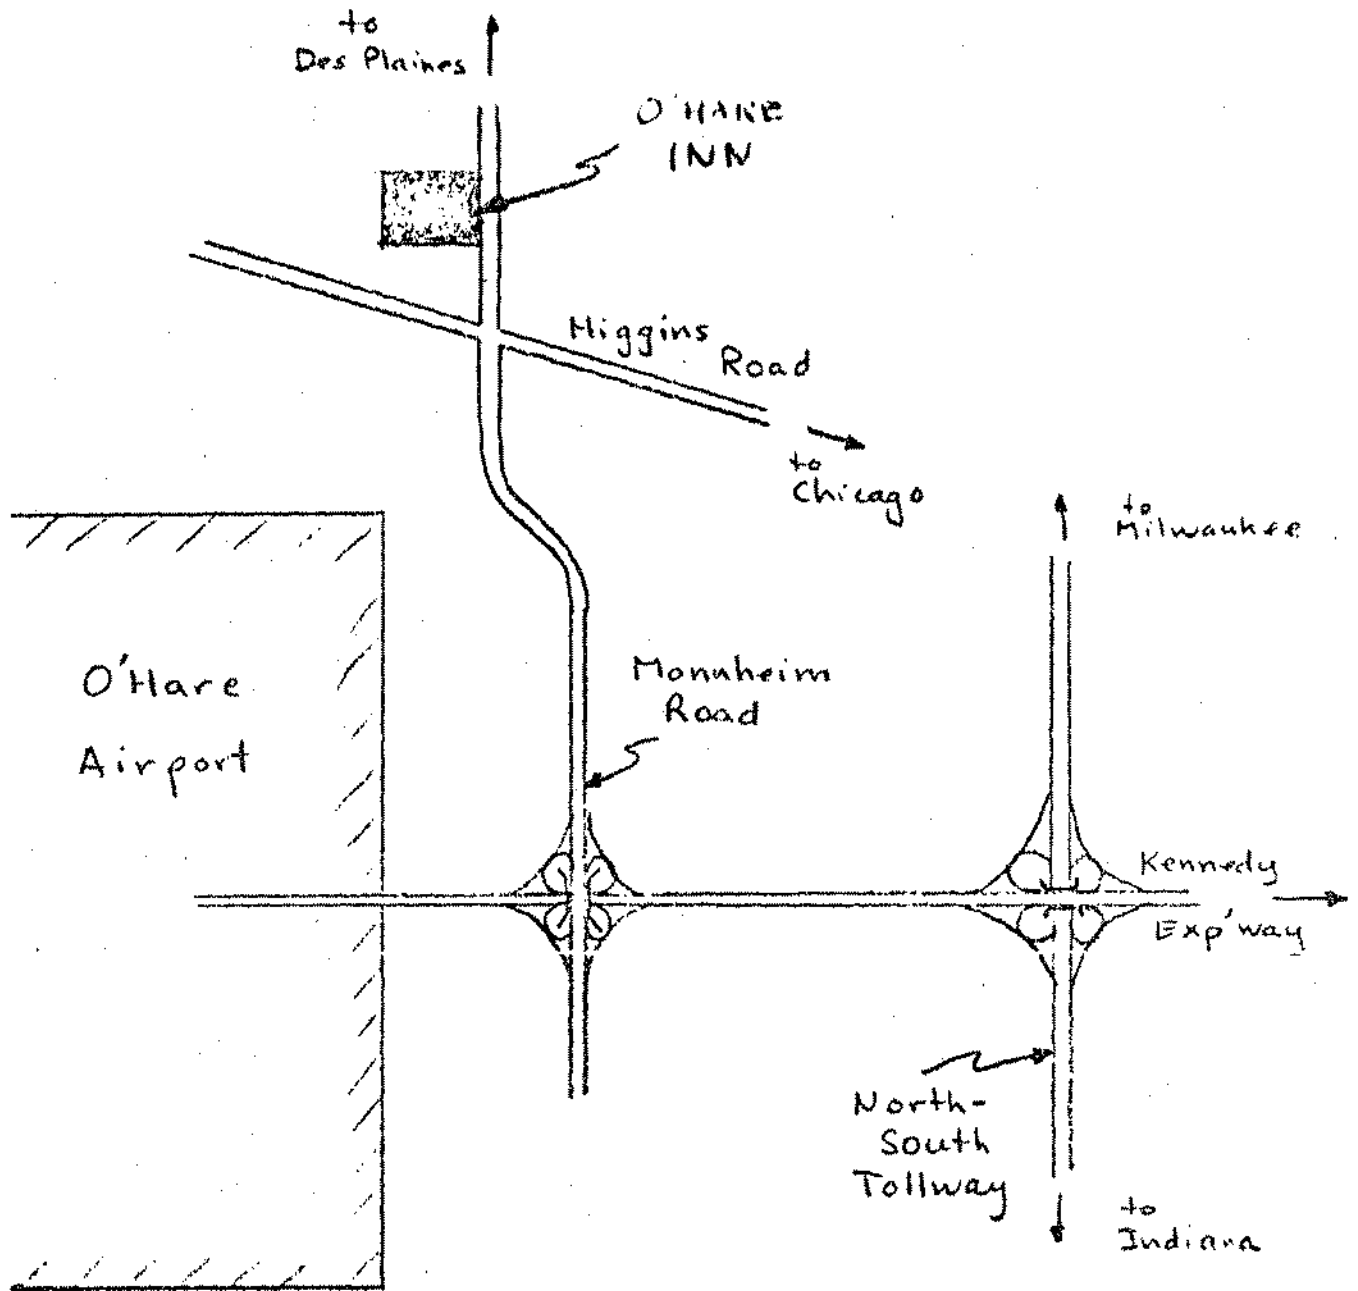 to
Des Plaines
O'HARE
INN
Higgins
Road
to
Chicago
to
Milwaukee
O'Hare
Airport
Monnheim
Road
Kennedy
Exp'way
North-
South
Tollway
to
Indiana